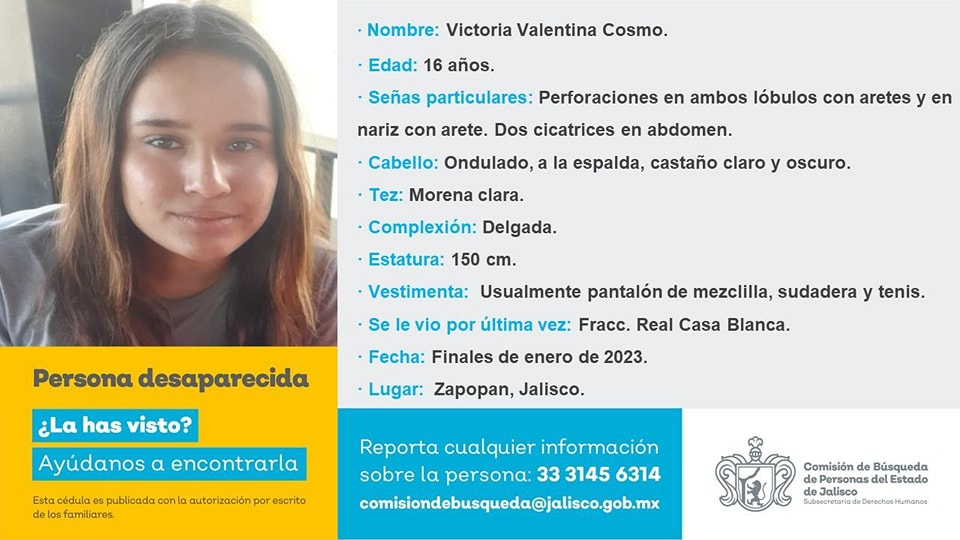 · Nombre: Victoria Valentina Cosmo.
· Edad: 16 años.
· Señas particulares: Perforaciones en ambos lóbulos con aretes y en
nariz con arete. Dos cicatrices en abdomen.
· Cabello: Ondulado, a la espalda, castaño claro y oscuro.
· Tez: Morena clara.
· Complexión: Delgada.
· Estatura: 150 cm.
· Vestimenta: Usualmente pantalón de mezclilla, sudadera y tenis.
· Se le vio por última vez: Fracc. Real Casa Blanca.
· Fecha: Finales de enero de 2023.
· Lugar: Zapopan, Jalisco.
Persona desaparecida
¿La has visto?
Ayúdanos a encontrarla
Esta cédula es publicada con la autorización por escrito
de los familiares.
Reporta cualquier información
sobre la persona: 33 3145 6314
comisiondebusqueda@jalisco.gob.mx
Comisión de Búsqueda
de Personas del Estado
de Jalisco
Subsecretaría de Derechos Humanos